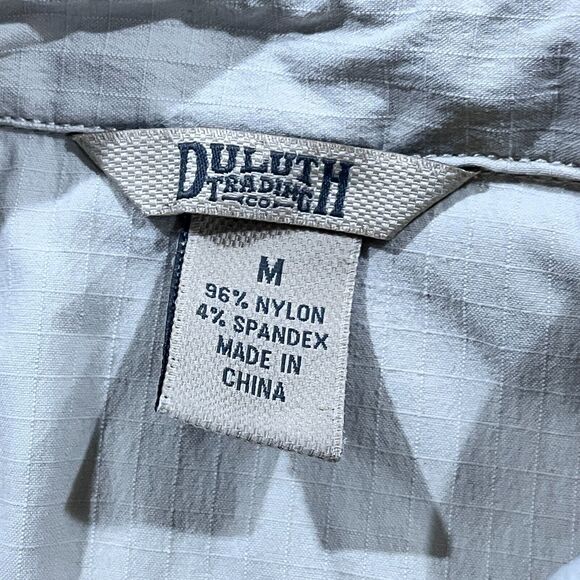 DULUTH
TRADING
CO
M
96% NYLON
4% SPANDEX
MADE IN
CHINA